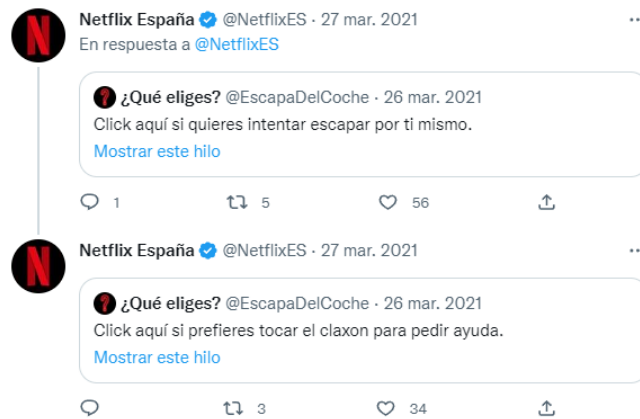 Netflix España @NetflixES · 27 mar. 2021
En respuesta a @NetflixES
¿Qué eliges? @EscapaDelCoche · 26 mar. 2021
Click aquí si quieres intentar escapar por ti mismo.
Mostrar este hilo
1 5 56
Netflix España @NetflixES · 27 mar. 2021
¿Qué eliges? @EscapaDelCoche · 26 mar. 2021
Click aquí si prefieres tocar el claxon para pedir ayuda.
Mostrar este hilo
3 34